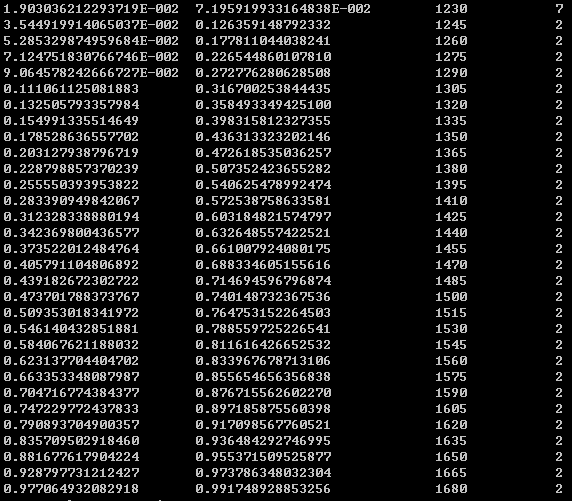 1.903036212293719E-002 7.195919933164838E-002 1230 7
3.544919914065037E-002 0.126359148792332 1245 2
5.285329874959684E-002 0.177811044038241 1260 2
7.124751830766746E-002 0.226544860107810 1275 2
9.064578242666727E-002 0.272776280628508 1290 2
0.111061125081883 0.316700253844435 1305 2
0.132505793357984 0.358493349425100 1320 2
0.154991335514649 0.398315812327355 1335 2
0.178528636557702 0.436313323202146 1350 2
0.203127938796719 0.472618535036257 1365 2
0.228798857370239 0.507352423655282 1380 2
0.255550393953822 0.540625478992474 1395 2
0.283390949842067 0.572538758633581 1410 2
0.312328338880194 0.603184821574797 1425 2
0.342369800436577 0.632648557422521 1440 2
0.373522012484764 0.661007924080175 1455 2
0.405791104806892 0.688334605155616 1470 2
0.439182672302722 0.714694596796874 1485 2
0.473701788373767 0.740148732367536 1500 2
0.509353018341972 0.764753152264503 1515 2
0.546140432851881 0.788559725226541 1530 2
0.584067621188032 0.811616426652532 1545 2
0.623137704404702 0.833967678713106 1560 2
0.663353348087987 0.855654656356838 1575 2
0.704716774384377 0.876715562602270 1590 2
0.747229772437833 0.897185875560398 1605 2
0.790893704900357 0.917098567760521 1620 2
0.835709502918460 0.936484292746995 1635 2
0.881677617904224 0.955371509525877 1650 2
0.928797731212427 0.973786348032304 1665 2
0.977064932082918 0.991748928853256 1680 2